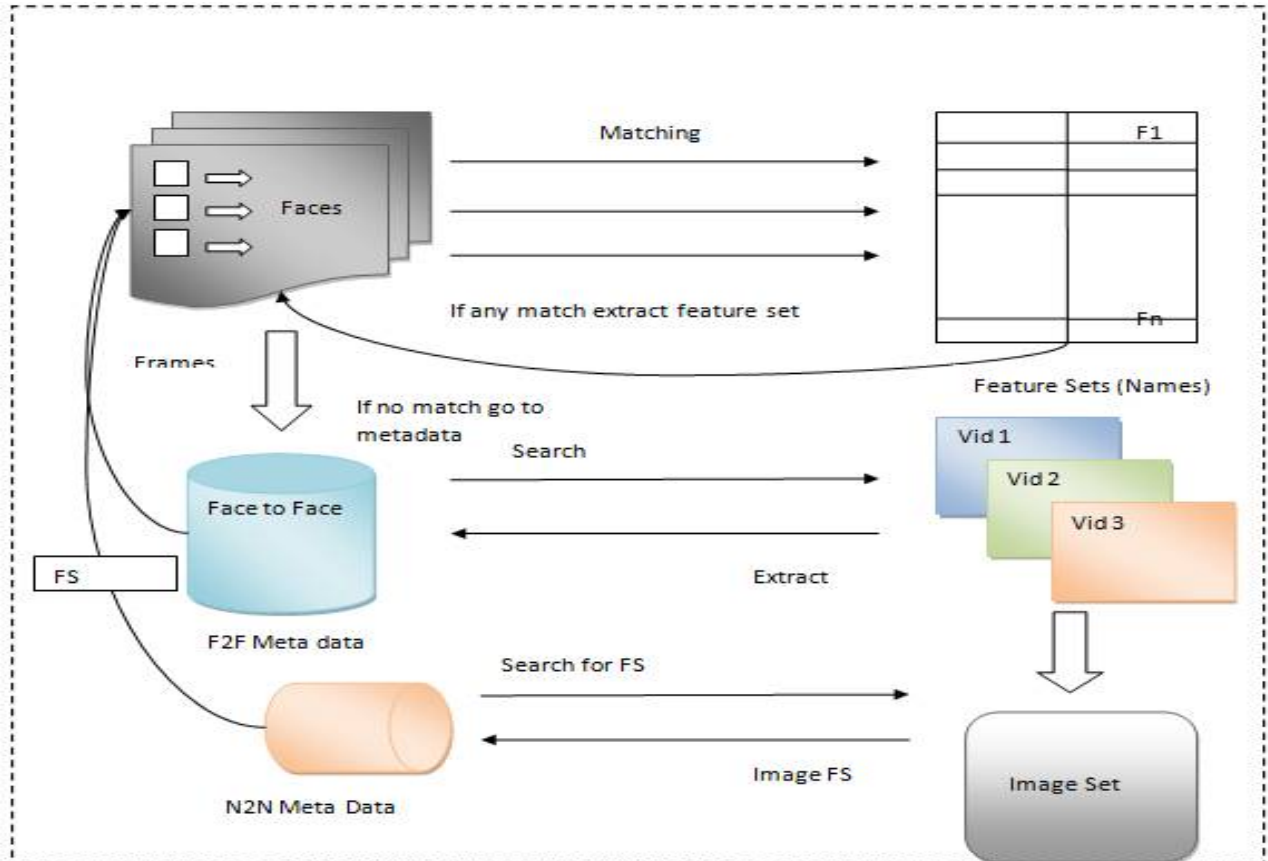 Matching
F1
Faces
If any match extract feature set
Fn
Frames
Feature Sets (Names)
If no match go to
metadata
Search
Vid 1
Vid 2
Vid 3
Face to Face
Extract
FS
F2F Meta data
Search for FS
Image FS
Image Set
N2N Meta Data